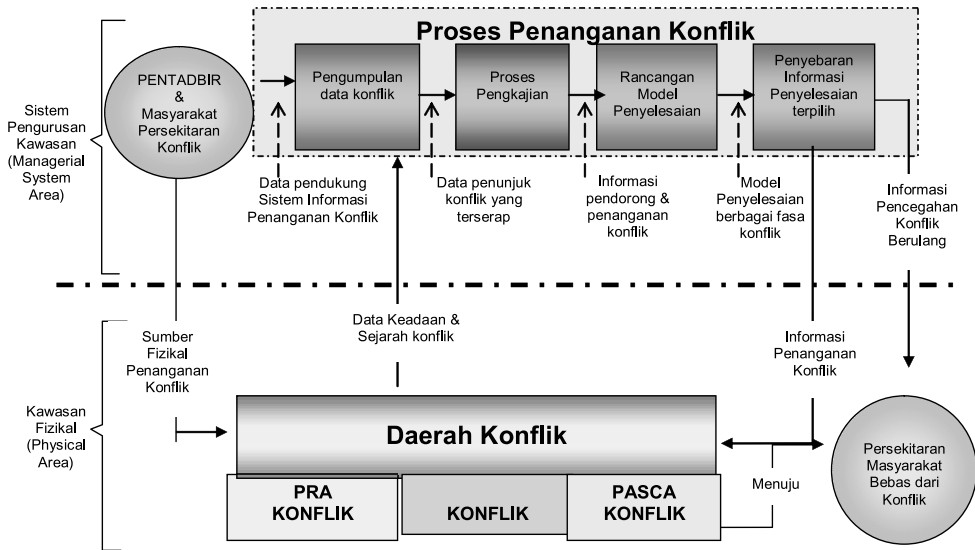 Proses Penanganan Konflik
Sistem
Pengurusan
Kawasan
(Managerial
System
Area)
PENTADBIR
&
Masyarakat
Persekitaran
Konflik
Pengumpulan
data konflik
Proses
Pengkajian
Rancangan
Model
Penyelesaian
Penyebaran
Informasi
Penyelesaian
terpilih
Data pendukung
Sistem Informasi
Penanganan Konflik
Data penunjuk
konflik yang
terserap
Informasi
pendorong &
penanganan
konflik
Model
Penyelesaian
berbagai fasa
konflik
Informasi
Pencegahan
Konflik
Berulang
Sumber
Fizikal
Penanganan
Konflik
Data Keadaan &
Sejarah konflik
Informasi
Penanganan
Konflik
Kawasan
Fizikal
(Physical
Area)
Daerah Konflik
PRA
KONFLIK
KONFLIK
PASCA
KONFLIK
Menuju
Persekitaran
Masyarakat
Bebas dari
Konflik